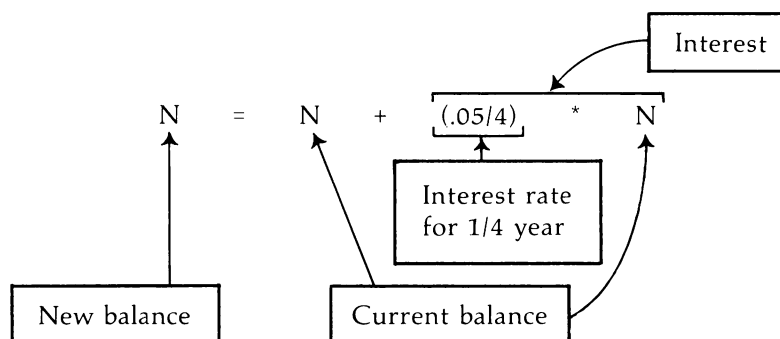 Interest
N = N + (.05/4) * N
Interest rate
for 1/4 year
New balance
Current balance